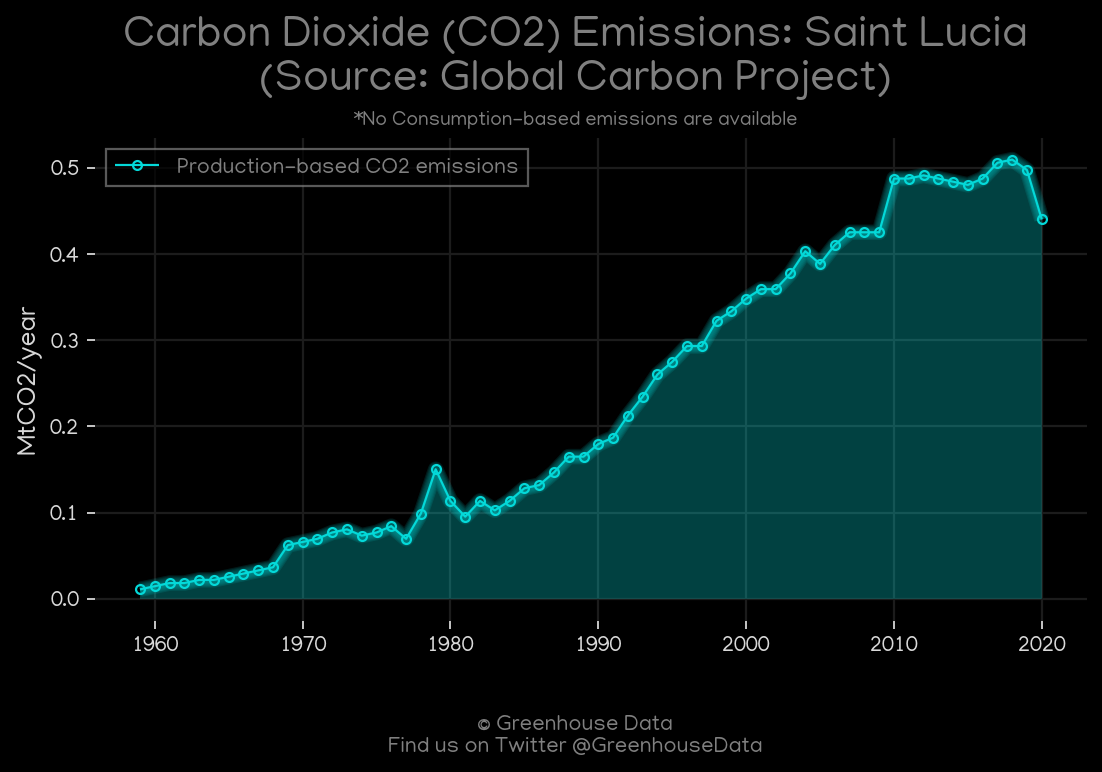 Carbon Dioxide (CO2) Emissions: Saint Lucia
(Source: Global Carbon Project)
*No Consumption-based emissions are available
Production-based CO2 emissions
MtCO2/year
0.5
0.4
0.3
0.2
0.1
0.0
1960 1970 1980 1990 2000 2010 2020
© Greenhouse Data
Find us on Twitter @GreenhouseData